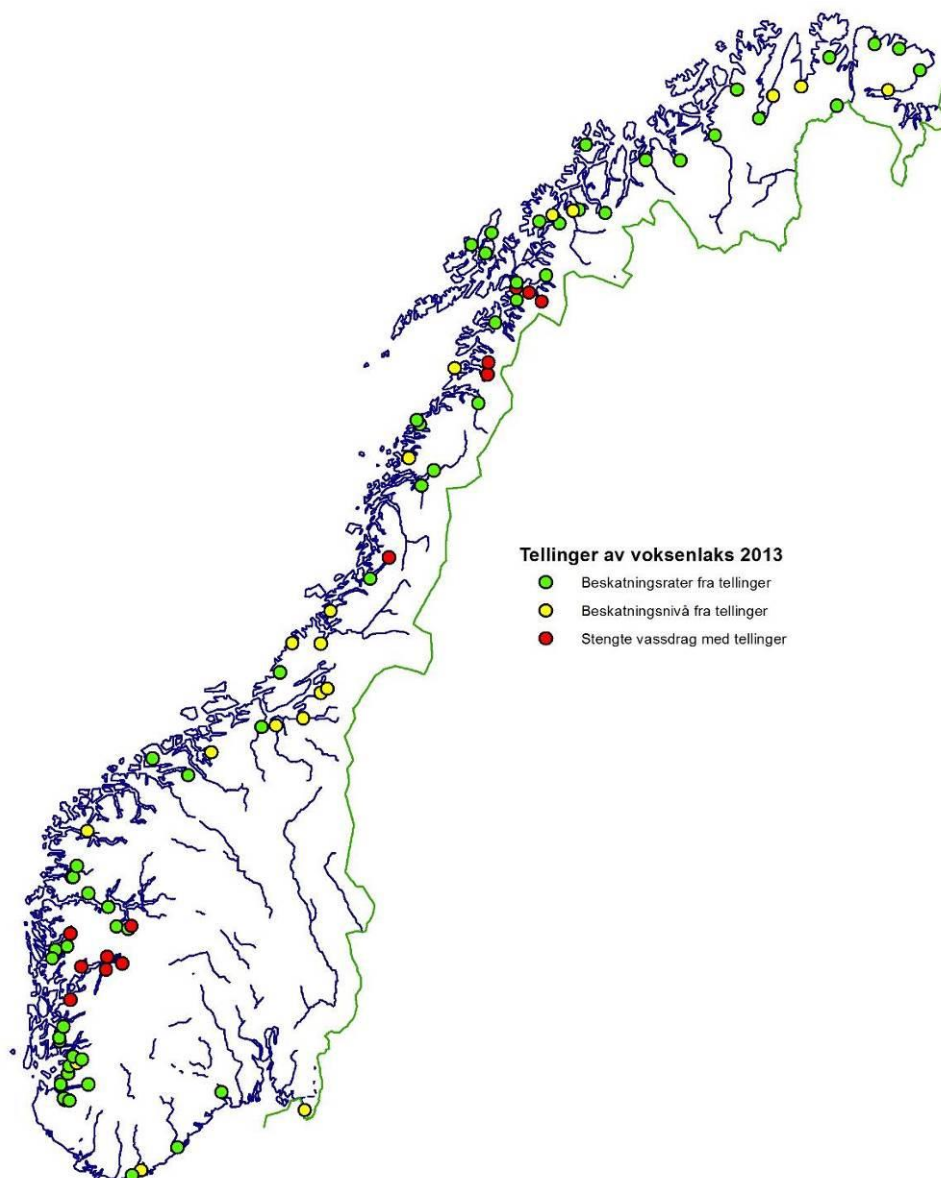 Tellinger av voksenlaks 2013
Beskatningsrater fra tellinger
Beskatningsnivå fra tellinger
Stengte vassdrag med tellinger